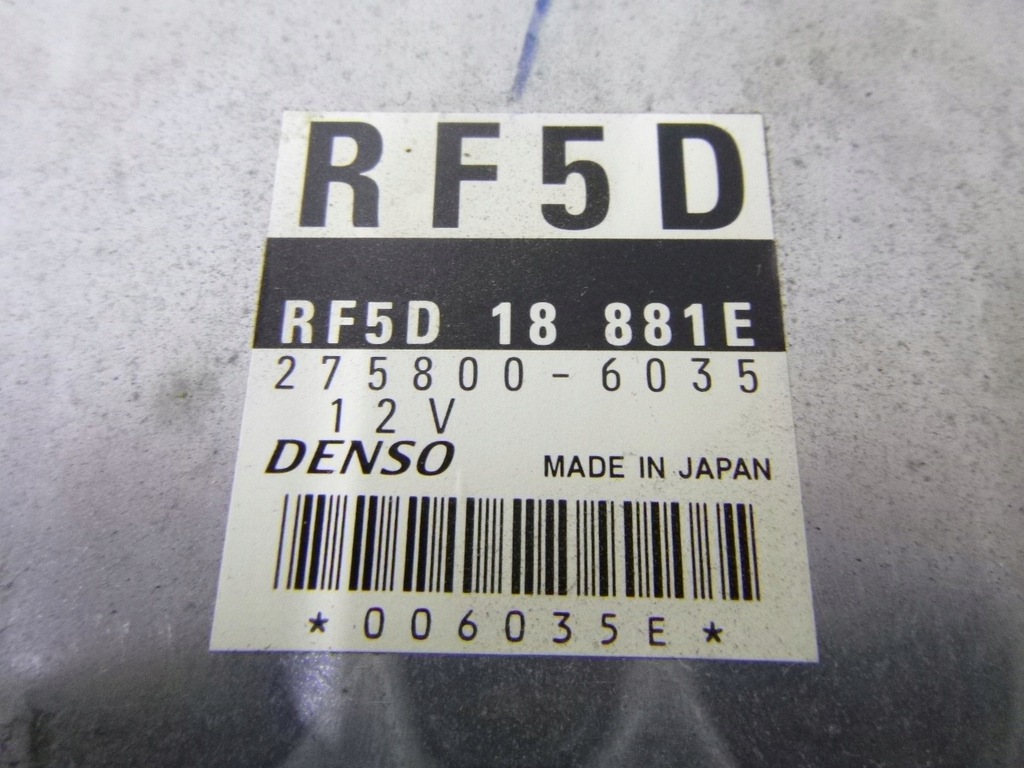 RF5D
RF5D 18 881E
275800-6035
12V
DENSO MADE IN JAPAN
*006035E*